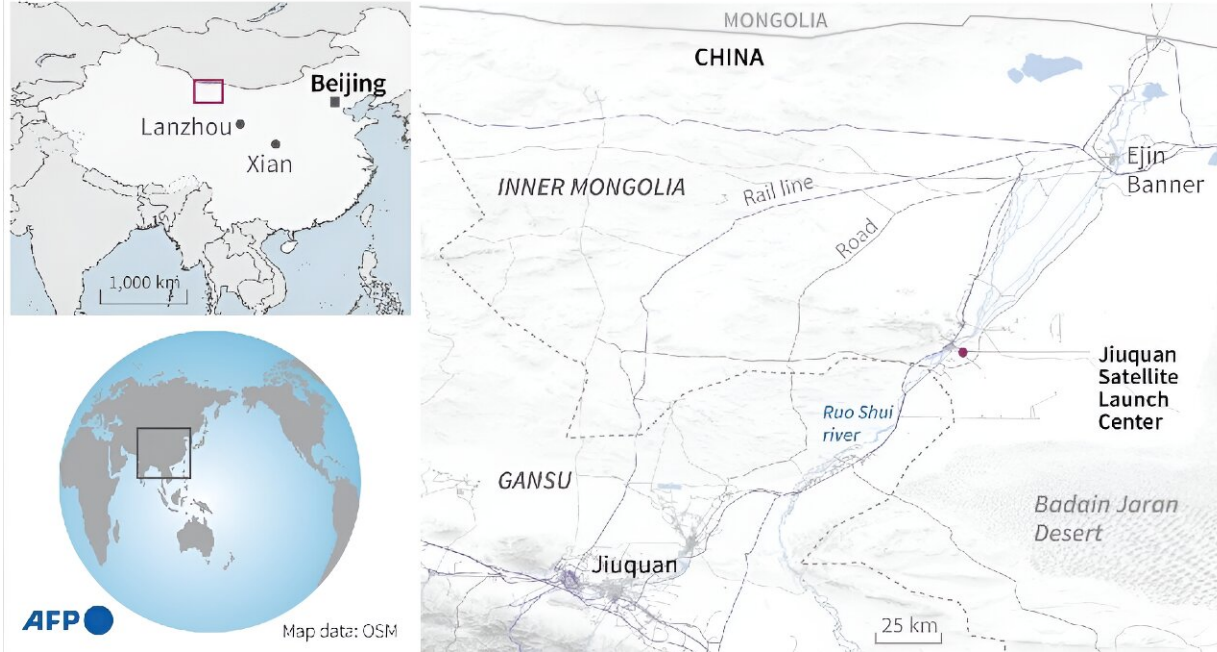 Beijing
Lanzhou
Xian
1,000 km
AFP
Map data: OSM
MONGOLIA
CHINA
INNER MONGOLIA
Rail line
Road
Ejin
Banner
Jiuquan
Satellite
Launch
Center
Ruo Shui
river
GANSU
Badain Jaran
Desert
Jiuquan
25 km